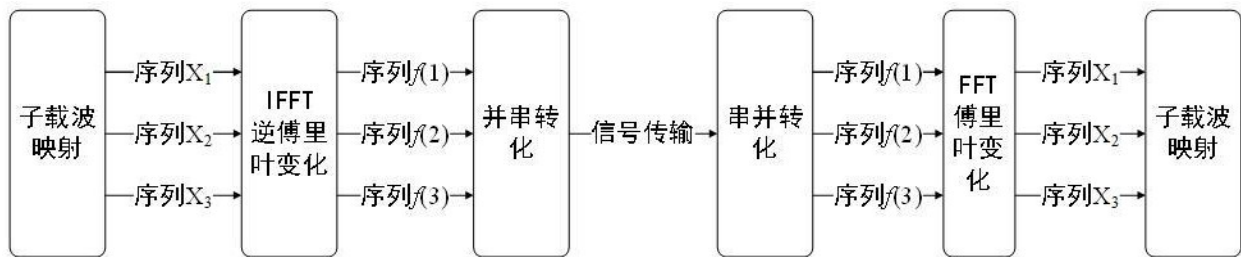 子载波
映射
序列X₁
序列X₂
序列X₃
IFFT
逆傅里
叶变化
序列f(1)
序列f(2)
序列f(3)
并串转
化
信号传输
串并转
化
序列f(1)
序列f(2)
序列f(3)
FFT
傅里
叶变
化
序列X₁
序列X₂
序列X₃
子载波
映射